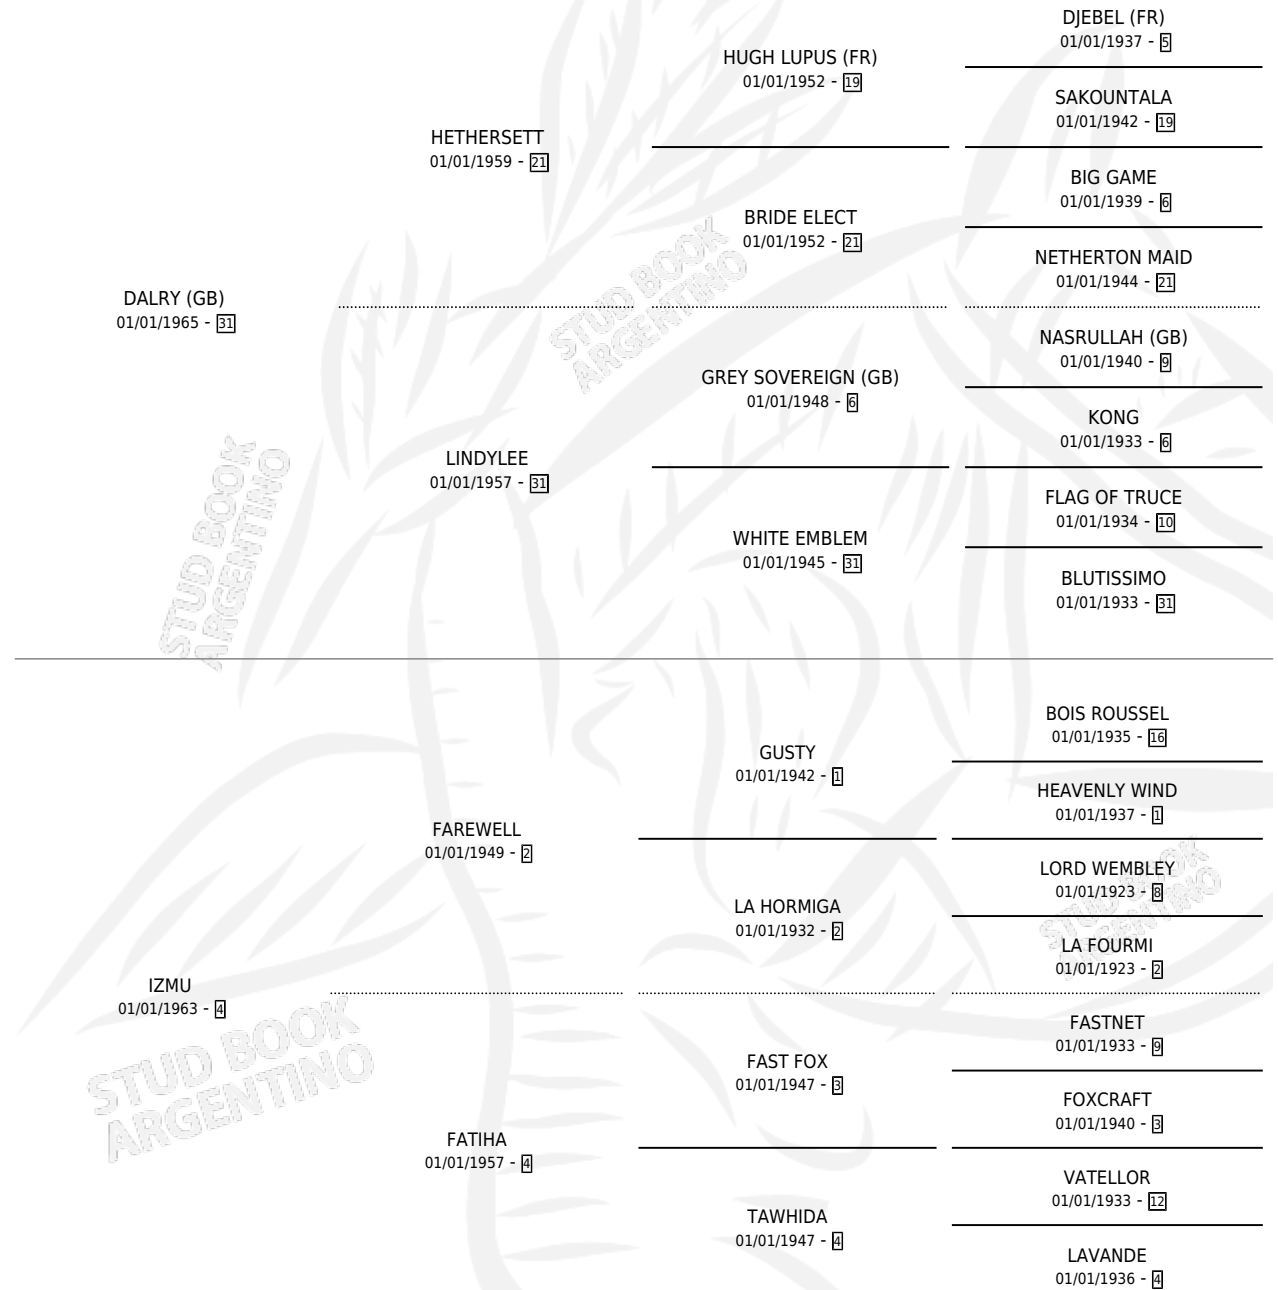 DJEBEL (FR)
01/01/1937 - 5
HUGH LUPUS (FR)
01/01/1952 - 19
SAKOUNTALA
01/01/1942 - 19
HETHERSETT
01/01/1959 - 21
BIG GAME
01/01/1939 - 6
BRIDE ELECT
01/01/1952 - 21
NETHERTON MAID
01/01/1944 - 21
DALRY (GB)
01/01/1965 - 31
NASRULLAH (GB)
01/01/1940 - 9
GREY SOVEREIGN (GB)
01/01/1948 - 6
KONG
01/01/1933 - 6
LINDYLEE
01/01/1957 - 31
FLAG OF TRUCE
01/01/1934 - 10
WHITE EMBLEM
01/01/1945 - 31
BLUTISSIMO
01/01/1933 - 31
BOIS ROUSSEL
01/01/1935 - 16
GUSTY
01/01/1942 - 1
HEAVENLY WIND
01/01/1937 - 1
FAREWELL
01/01/1949 - 2
LORD WEMBLEY
01/01/1923 - 8
LA HORMIGA
01/01/1932 - 2
LA FOURMI
01/01/1923 - 2
IZMU
01/01/1963 - 4
FASTNET
01/01/1933 - 9
FAST FOX
01/01/1947 - 3
FOXCRAFT
01/01/1940 - 3
FATIHA
01/01/1957 - 4
VATELLOR
01/01/1933 - 12
TAWHIDA
01/01/1947 - 4
LAVANDE
01/01/1936 - 4
STUD BOOK
ARGENTINO
STUD BOOK
ARGENTINO
STUD BOOK
ARGENTINO
STUD BOOK
ARGENTINO